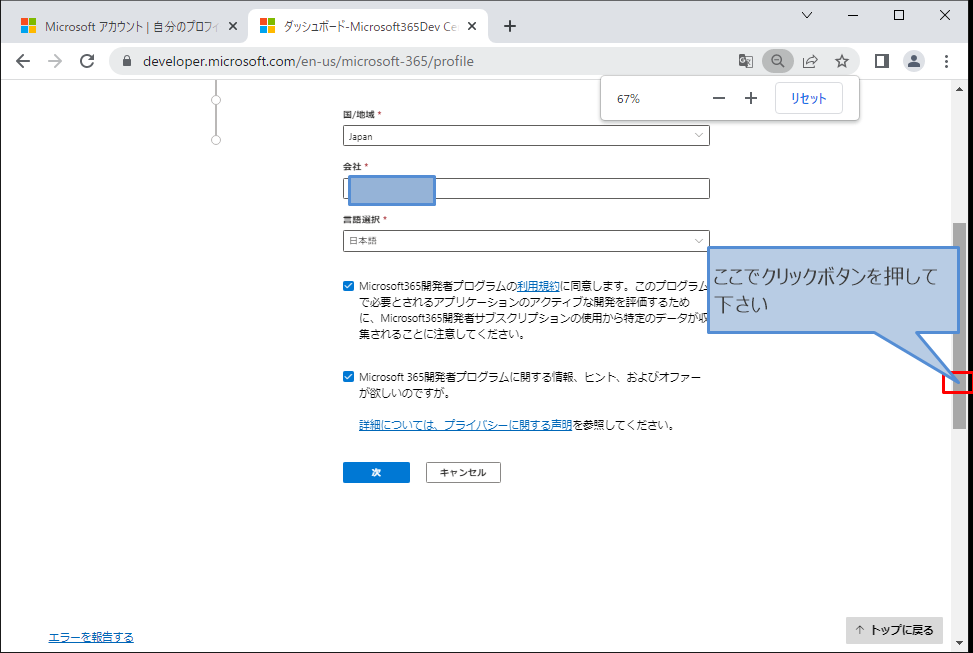 Microsoft アカウント | 自分のプロフィ
ダッシュボード-Microsoft365Dev Ce
developer.microsoft.com/en-us/microsoft-365/profile
67%
リセット
国/地域 *
Japan
会社 *
言語選択 *
日本語
ここでクリックボタンを押して
下さい
Microsoft365開発者プログラムの利用規約に同意します。このプログラム
で必要とされるアプリケーションのアクティブな開発を評価するため
に、Microsoft365開発者サブスクリプションの使用から特定のデータが収
集されることに注意してください。
Microsoft 365開発者プログラムに関する情報、ヒント、およびオファー
が欲しいのですが。
詳細については、プライバシーに関する声明を参照してください。
次
キャンセル
エラーを報告する
↑ トップに戻る